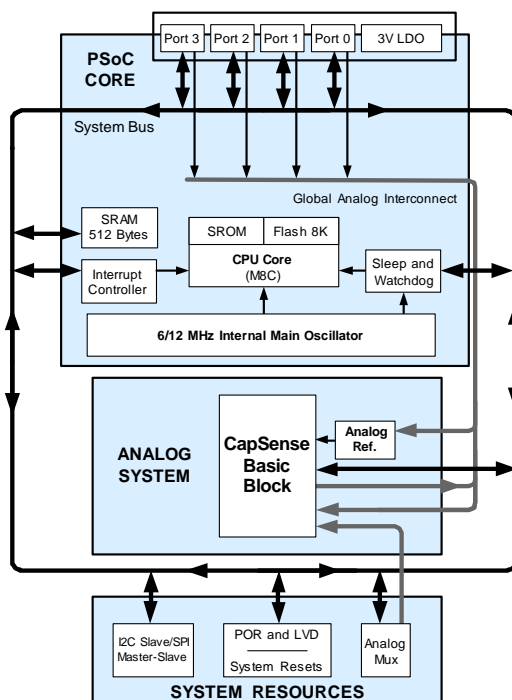 Port 3 Port 2 Port 1 Port 0 3V LDO
PSoC
CORE
System Bus
Global Analog Interconnect
SRAM
512 Bytes
SROM Flash 8K
CPU Core
(M8C)
Interrupt
Controller
Sleep and
Watchdog
6/12 MHz Internal Main Oscillator
ANALOG
SYSTEM
CapSense
Basic
Block
Analog
Ref.
I2C Slave/SPI
Master-Slave
POR and LVD
System Resets
Analog
Mux
SYSTEM RESOURCES